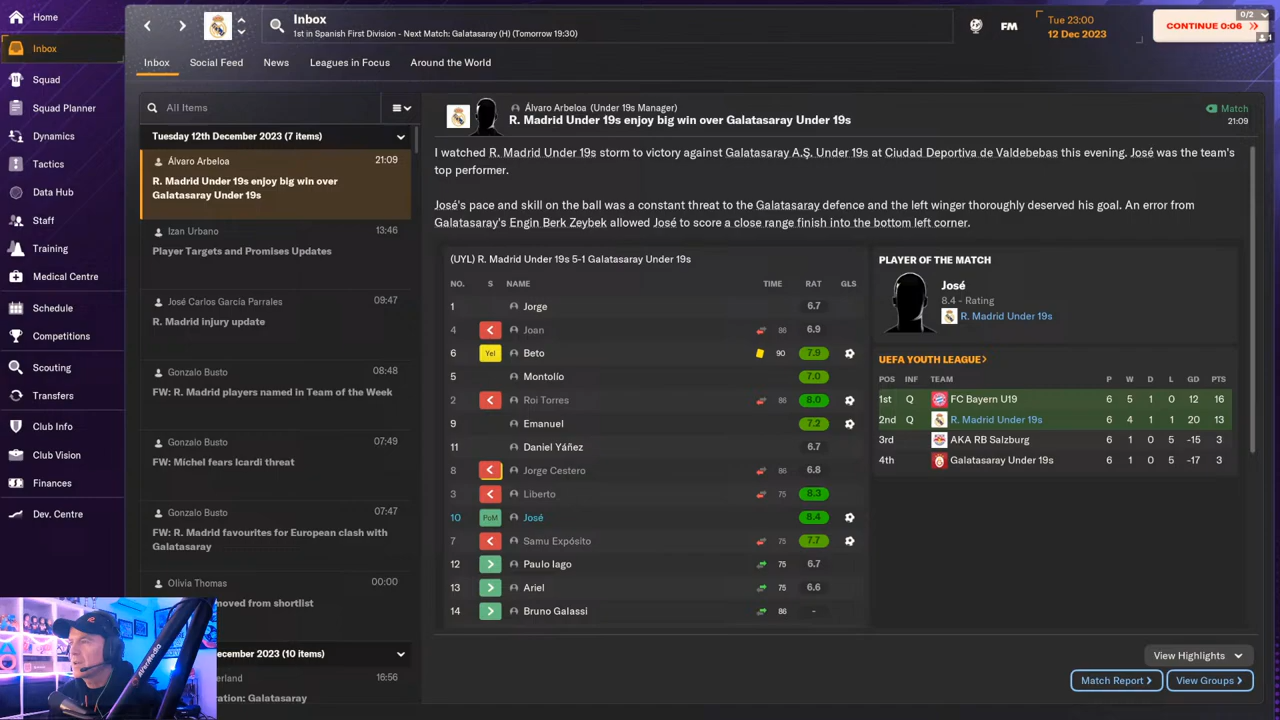 Home
Inbox
Squad
Squad Planner
Dynamics
Tactics
Data Hub
Staff
Training
Medical Centre
Schedule
Competitions
Scouting
Transfers
Club Info
Club Vision
Finances
Dev. Centre
Inbox
1st in Spanish First Division - Next Match: Galatasaray (H) (Tomorrow 19:30)
FM
Tue 23:00
12 Dec 2023
CONTINUE 0:06
0/2
1
Inbox
Social Feed
News
Leagues in Focus
Around the World
All Items
Tuesday 12th December 2023 (7 items)
Álvaro Arbeloa 21:09
R. Madrid Under 19s enjoy big win over
Galatasaray Under 19s
Izan Urbano 13:46
Player Targets and Promises Updates
José Carlos García Parrales 09:47
R. Madrid injury update
Gonzalo Busto 08:48
FW: R. Madrid players named in Team of the Week
Gonzalo Busto 07:49
FW: Míchel fears Icardi threat
Gonzalo Busto 07:47
FW: R. Madrid favourites for European clash with
Galatasaray
Olivia Thomas 00:00
moved from shortlist
ecember 2023 (10 items)
erland 16:56
ration: Galatasaray
Álvaro Arbeloa (Under 19s Manager)
R. Madrid Under 19s enjoy big win over Galatasaray Under 19s
Match
21:09
I watched R. Madrid Under 19s storm to victory against Galatasaray A.Ş. Under 19s at Ciudad Deportiva de Valdebebas this evening. José was the team's
top performer.
José's pace and skill on the ball was a constant threat to the Galatasaray defence and the left winger thoroughly deserved his goal. An error from
Galatasaray's Engin Berk Zeybek allowed José to score a close range finish into the bottom left corner.
(UYL) R. Madrid Under 19s 5-1 Galatasaray Under 19s
NO. S NAME TIME RAT GLS
1 Jorge 6.7
4 Joan 86 6.9
6 Yel Beto 90 7.9
5 Montolío 7.0
2 Roi Torres 86 8.0
9 Emanuel 7.2
11 Daniel Yáñez 6.7
8 Jorge Cestero 86 6.8
3 Liberto 75 8.3
10 PoM José 8.4
7 Samu Expósito 75 7.7
12 Paulo Iago 75 6.7
13 Ariel 75 6.6
14 Bruno Galassi 86 -
PLAYER OF THE MATCH
José
8.4 - Rating
R. Madrid Under 19s
UEFA YOUTH LEAGUE>
POS INF TEAM P W D L GD PTS
1st Q FC Bayern U19 6 5 1 0 12 16
2nd Q R. Madrid Under 19s 6 4 1 1 20 13
3rd AKA RB Salzburg 6 1 0 5 -15 3
4th Galatasaray Under 19s 6 1 0 5 -17 3
View Highlights
Match Report >
View Groups >
AVerMedia